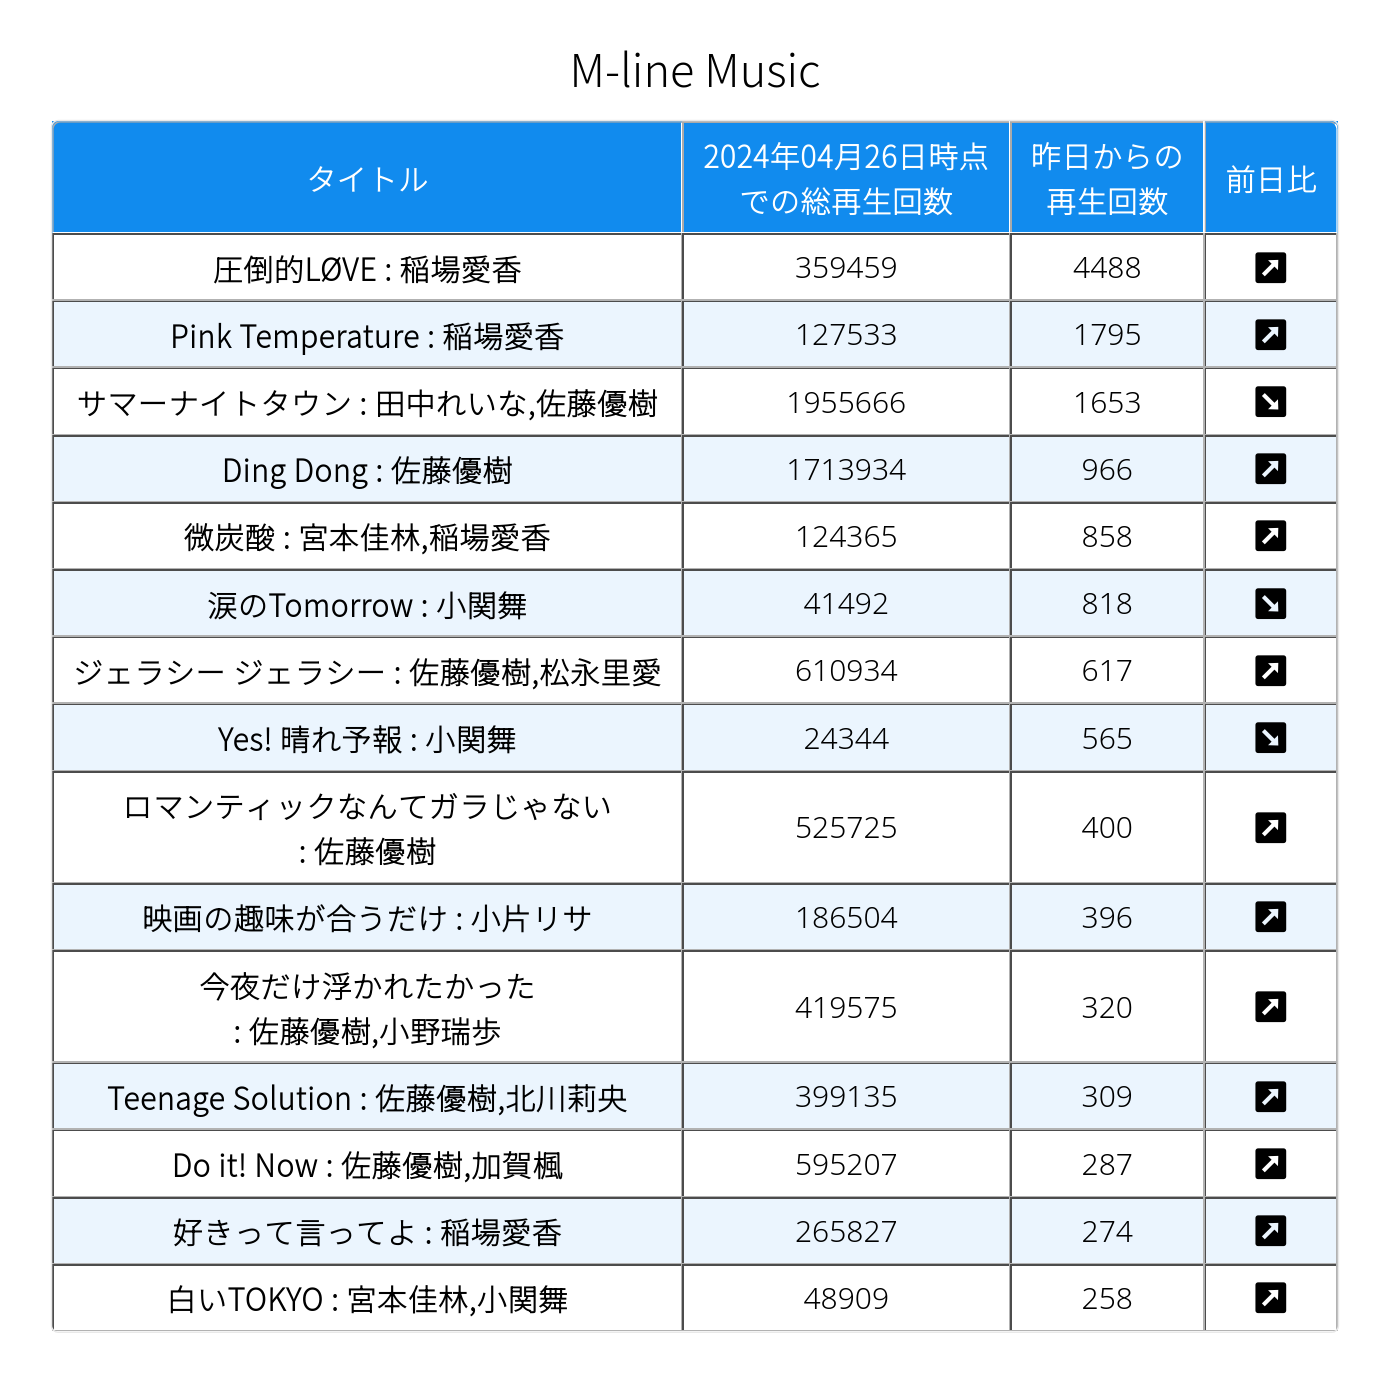 M-line Music
タイトル
2024年04月26日時点
での総再生回数
昨日からの
再生回数
前日比
圧倒的LØVE : 稲場愛香 359459 4488
Pink Temperature : 稲場愛香 127533 1795
サマーナイトタウン : 田中れいな,佐藤優樹 1955666 1653
Ding Dong : 佐藤優樹 1713934 966
微炭酸 : 宮本佳林,稲場愛香 124365 858
涙のTomorrow : 小関舞 41492 818
ジェラシー ジェラシー : 佐藤優樹,松永里愛 610934 617
Yes! 晴れ予報 : 小関舞 24344 565
ロマンティックなんてガラじゃない
: 佐藤優樹 525725 400
映画の趣味が合うだけ : 小片リサ 186504 396
今夜だけ浮かれたかった
: 佐藤優樹,小野瑞歩 419575 320
Teenage Solution : 佐藤優樹,北川莉央 399135 309
Do it! Now : 佐藤優樹,加賀楓 595207 287
好きって言ってよ : 稲場愛香 265827 274
白いTOKYO : 宮本佳林,小関舞 48909 258